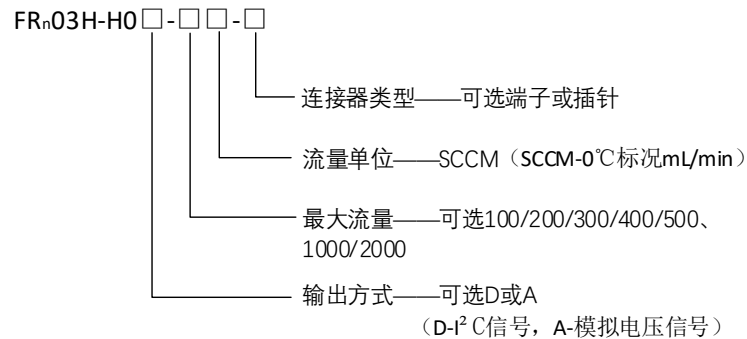 FRn03H-H0□-□□-□
连接器类型——可选端子或插针
流量单位——SCCM（SCCM-0℃标况mL/min）
最大流量——可选100/200/300/400/500、
1000/2000
输出方式——可选D或A
（D-I²C信号，A-模拟电压信号）